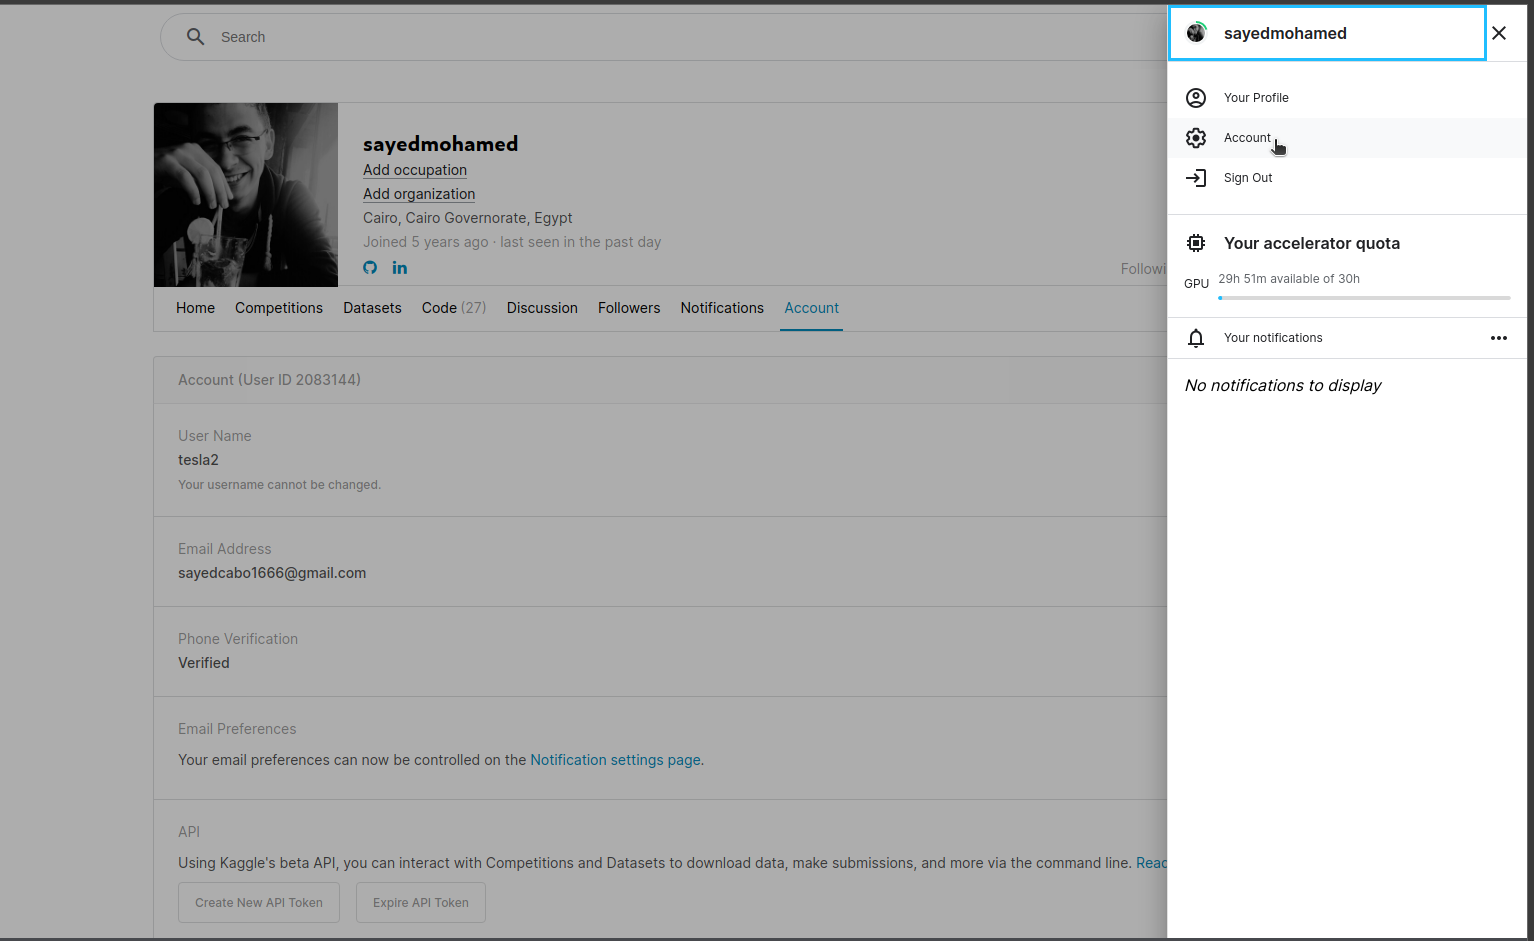 Search
sayedmohamed
Add occupation
Add organization
Cairo, Cairo Governorate, Egypt
Joined 5 years ago · last seen in the past day
in
Followi
Home Competitions Datasets Code (27) Discussion Followers Notifications Account
Account (User ID 2083144)
User Name
tesla2
Your username cannot be changed.
Email Address
sayedcabo1666@gmail.com
Phone Verification
Verified
Email Preferences
Your email preferences can now be controlled on the Notification settings page.
API
Using Kaggle's beta API, you can interact with Competitions and Datasets to download data, make submissions, and more via the command line. Read
Create New API Token Expire API Token
sayedmohamed
Your Profile
Account
Sign Out
Your accelerator quota
GPU 29h 51m available of 30h
Your notifications
No notifications to display